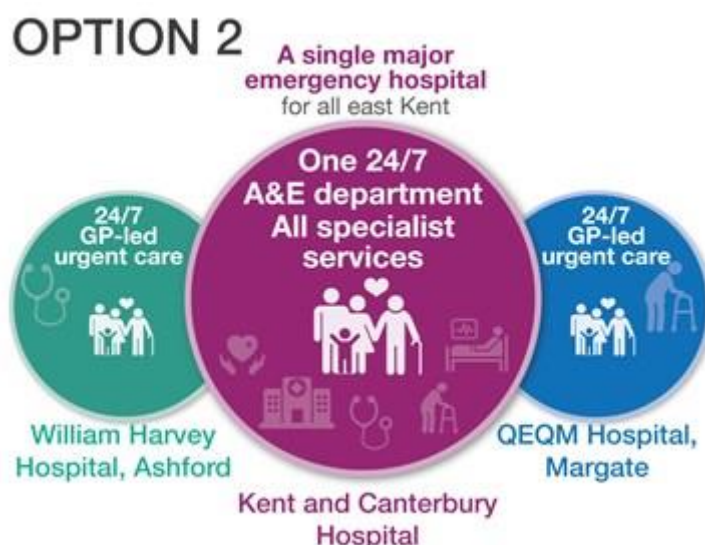 OPTION 2
A single major
emergency hospital
for all east Kent
One 24/7
A&E department
All specialist
services
24/7
GP-led
urgent care
24/7
GP-led
urgent care
William Harvey
Hospital, Ashford
QEQM Hospital,
Margate
Kent and Canterbury
Hospital